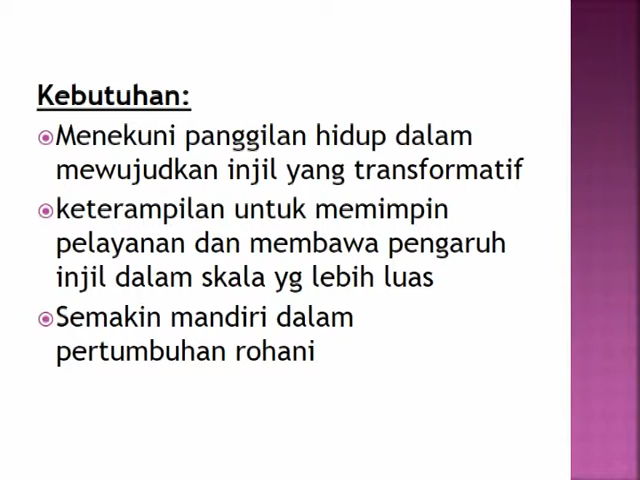 Kebutuhan:
Menekuni panggilan hidup dalam
mewujudkan injil yang transformatif
keterampilan untuk memimpin
pelayanan dan membawa pengaruh
injil dalam skala yg lebih luas
Semakin mandiri dalam
pertumbuhan rohani